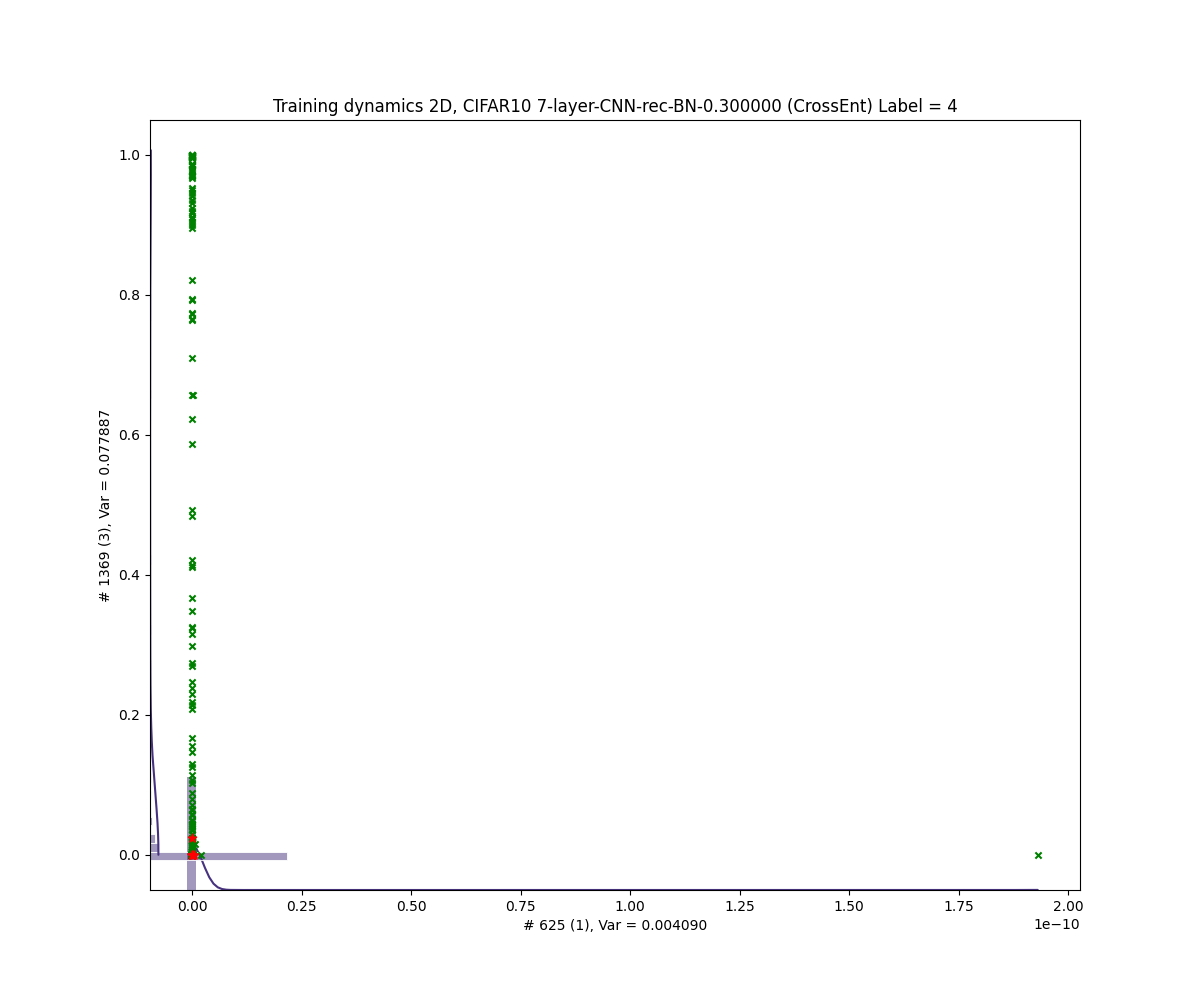 Training dynamics 2D, CIFAR10 7-layer-CNN-rec-BN-0.300000 (CrossEnt) Label = 4
1.0
0.8
0.6
0.4
0.2
0.0
# 1369 (3), Var = 0.077887
0.00 0.25 0.50 0.75 1.00 1.25 1.50 1.75 2.00
1e−10
# 625 (1), Var = 0.004090